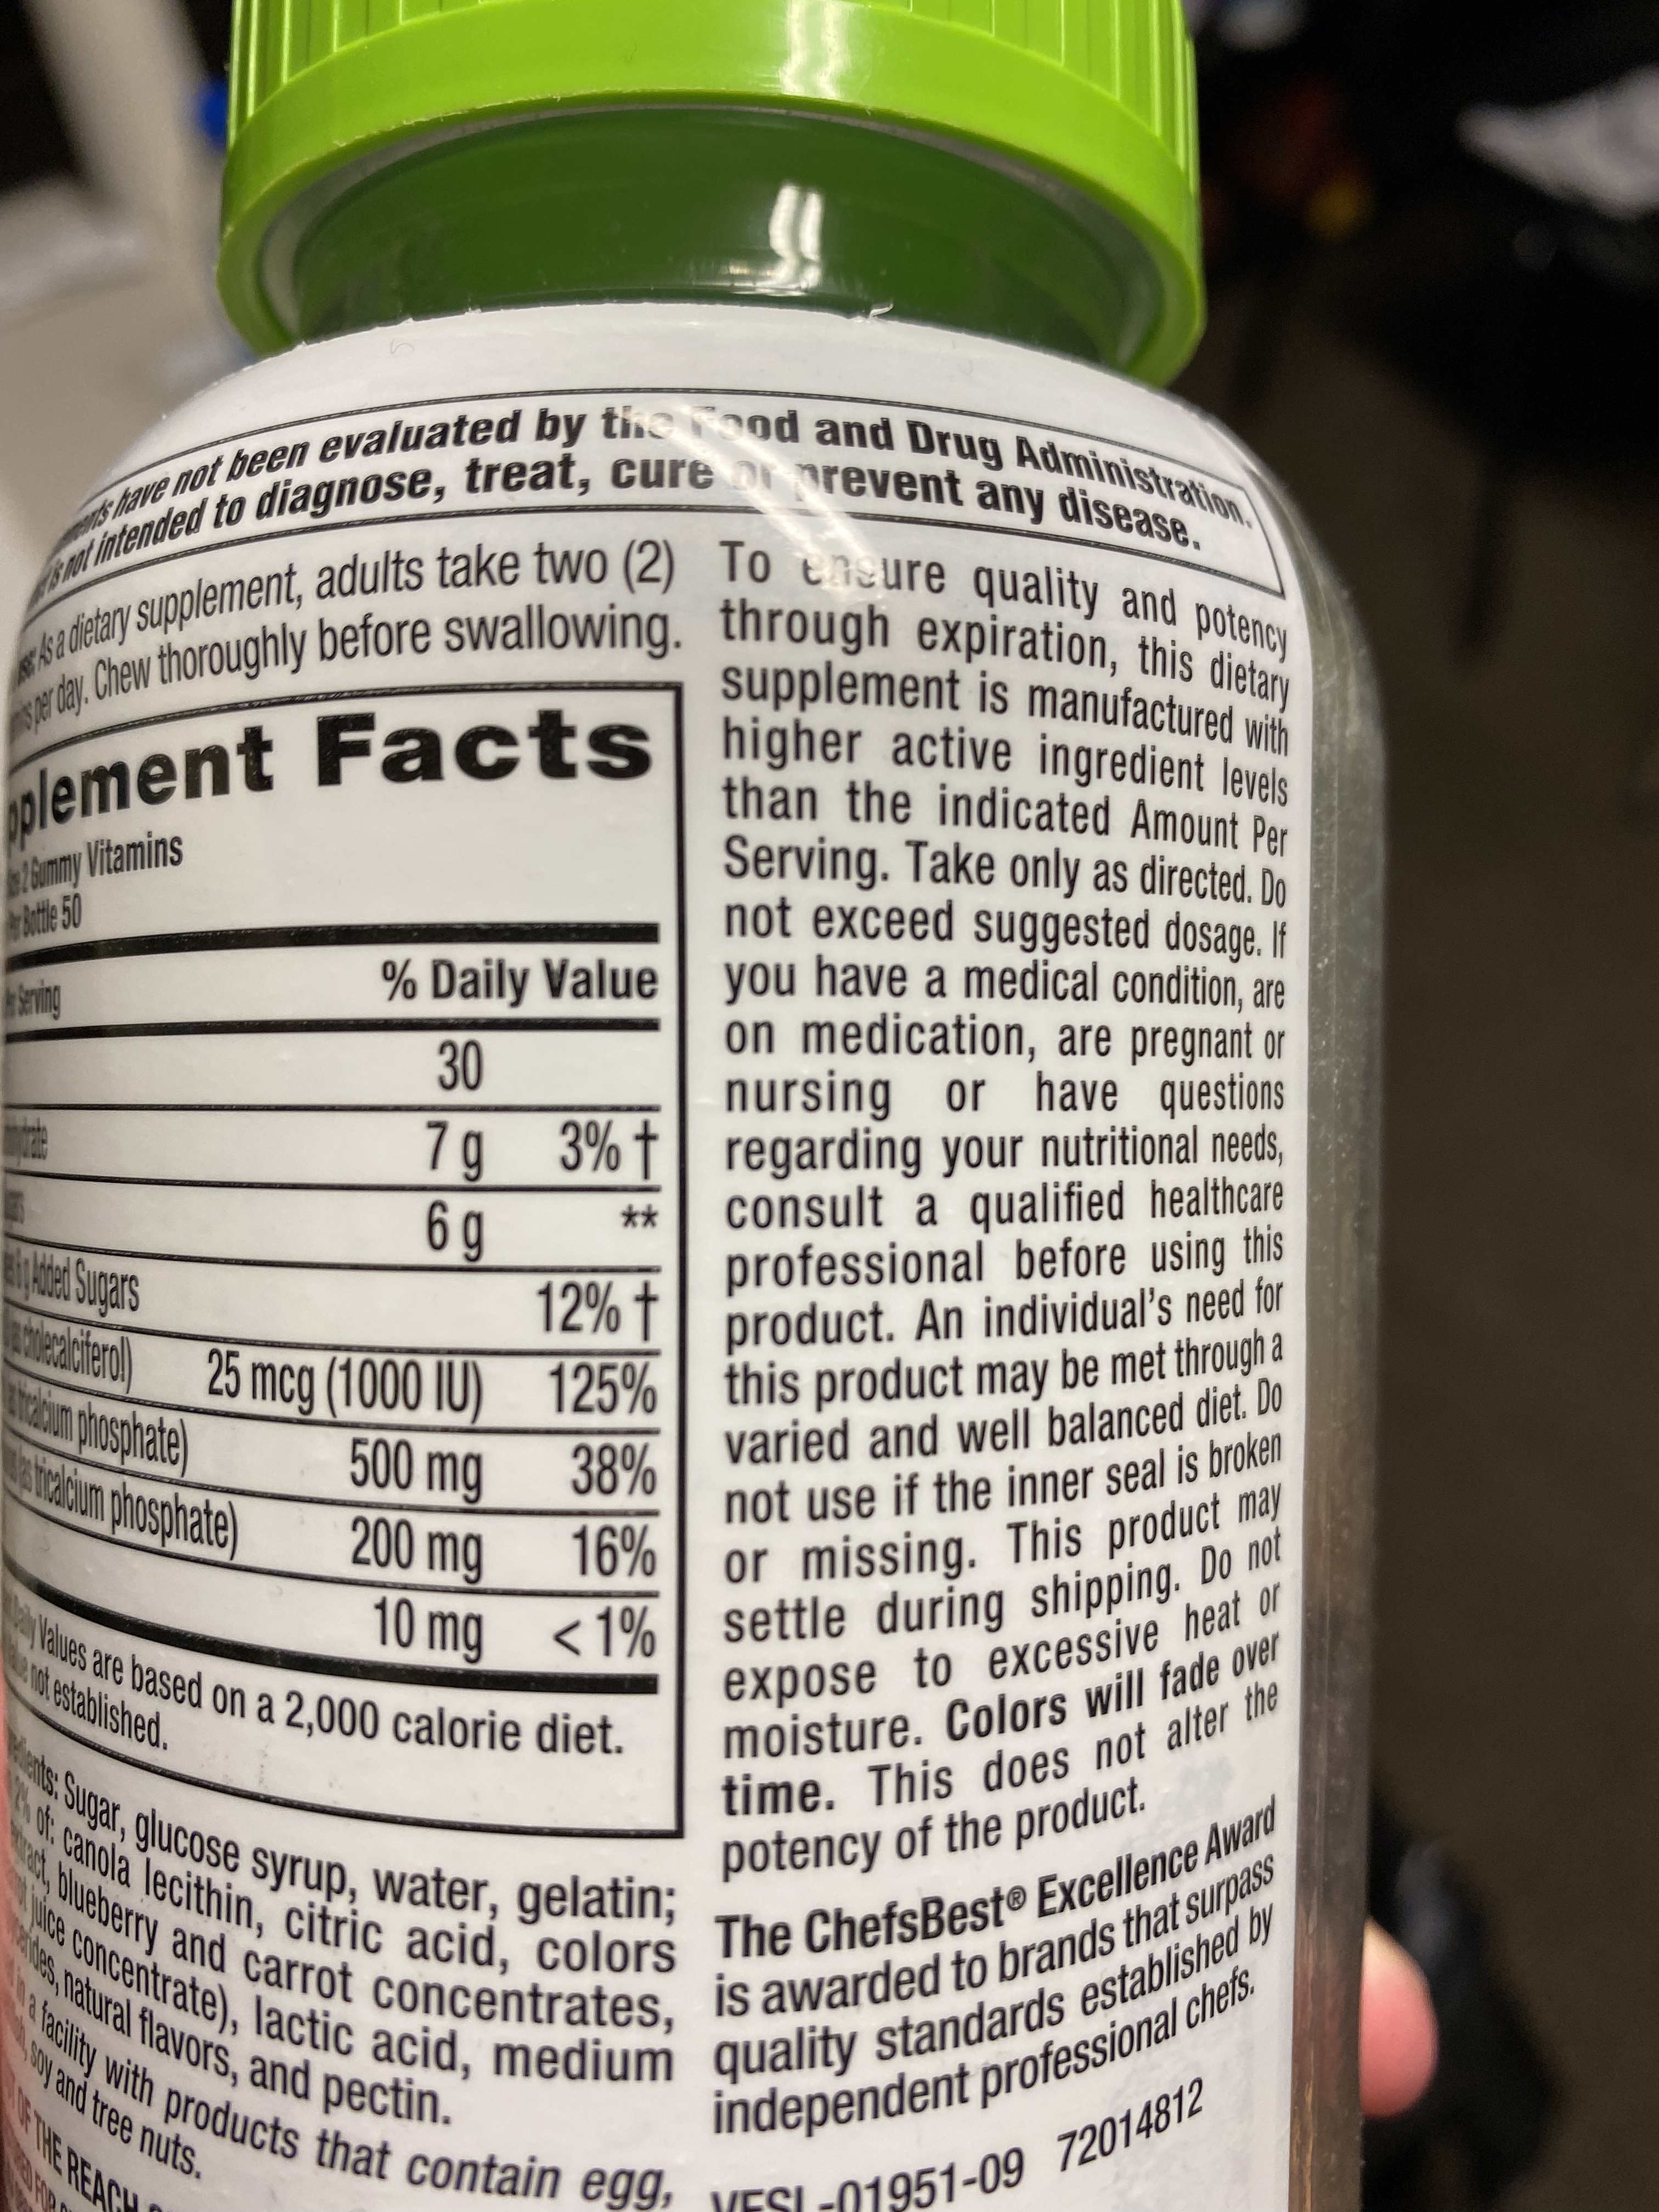 have not been evaluated by the Food and Drug Administration.
is not intended to diagnose, treat, cure or prevent any disease.
As a dietary supplement, adults take two (2)
per day. Chew thoroughly before swallowing.
Facts
2 Gummy Vitamins
Bottle 50
Serving
% Daily Value
30
7 g 3% †
6 g **
Added Sugars
12% †
cholecalciferol) 25 mcg (1000 IU) 125%
tricalcium phosphate) 500 mg 38%
(as tricalcium phosphate) 200 mg 16%
10 mg < 1%
Daily Values are based on a 2,000 calorie diet.
not established.
Sugar, glucose syrup, water, gelatin;
2% of: canola lecithin, citric acid, colors
blueberry and carrot concentrates,
juice concentrate), lactic acid, medium
natural flavors, and pectin.
a facility with products that contain egg,
soy and tree nuts.
OF THE REACH
To ensure quality and potency
through expiration, this dietary
supplement is manufactured with
higher active ingredient levels
than the indicated Amount Per
Serving. Take only as directed. Do
not exceed suggested dosage. If
you have a medical condition, are
on medication, are pregnant or
nursing or have questions
regarding your nutritional needs,
consult a qualified healthcare
professional before using this
product. An individual's need for
this product may be met through a
varied and well balanced diet. Do
not use if the inner seal is broken
or missing. This product may
settle during shipping. Do not
expose to excessive heat or
moisture. Colors will fade over
time. This does not alter the
potency of the product.
The ChefsBest® Excellence Award
is awarded to brands that surpass
quality standards established by
independent professional chefs.
VFSL-01951-09 72014812